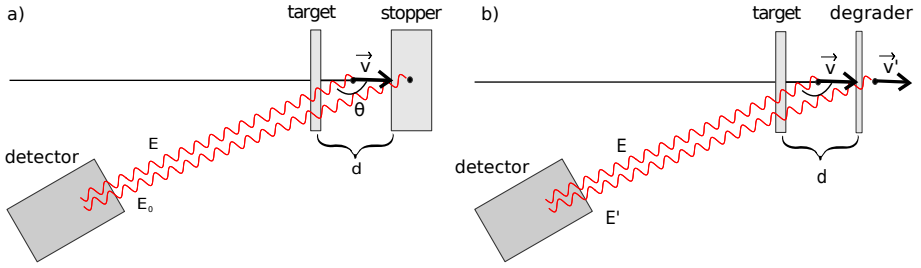 a)
target
stopper
v
θ
E
d
detector
E₀
b)
target
degrader
v
v'
E
d
detector
E'